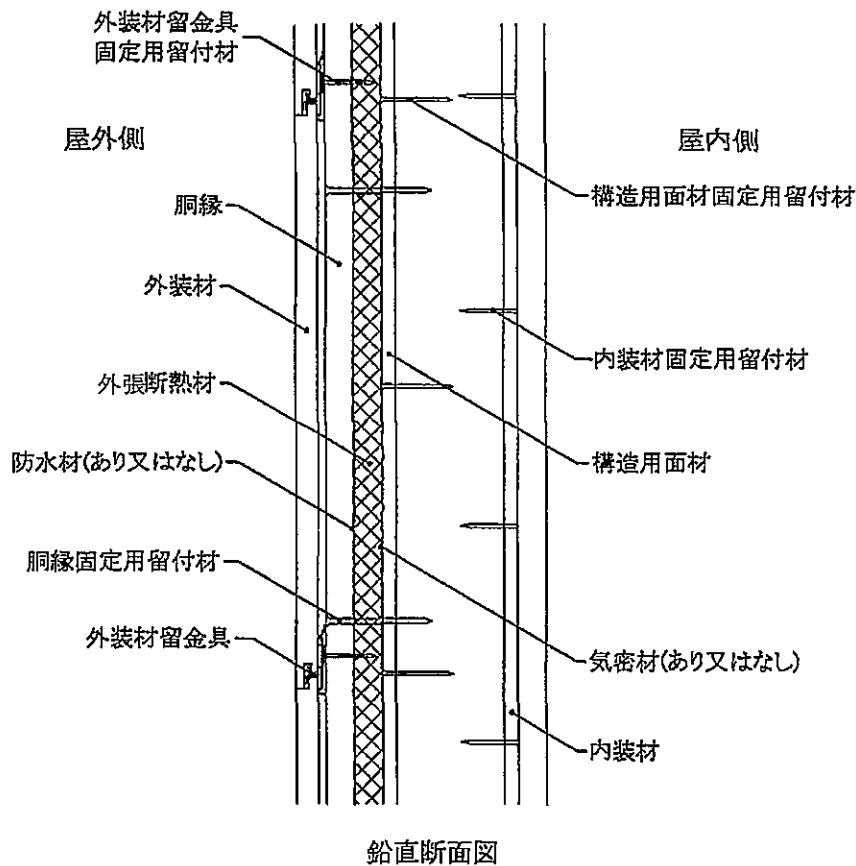 外装材留金具
固定用留付材
屋外側
屋内側
構造用面材固定用留付材
胴縁
外装材
内装材固定用留付材
外張断熱材
防水材(あり又はなし)
構造用面材
胴縁固定用留付材
外装材留金具
気密材(あり又はなし)
内装材
鉛直断面図